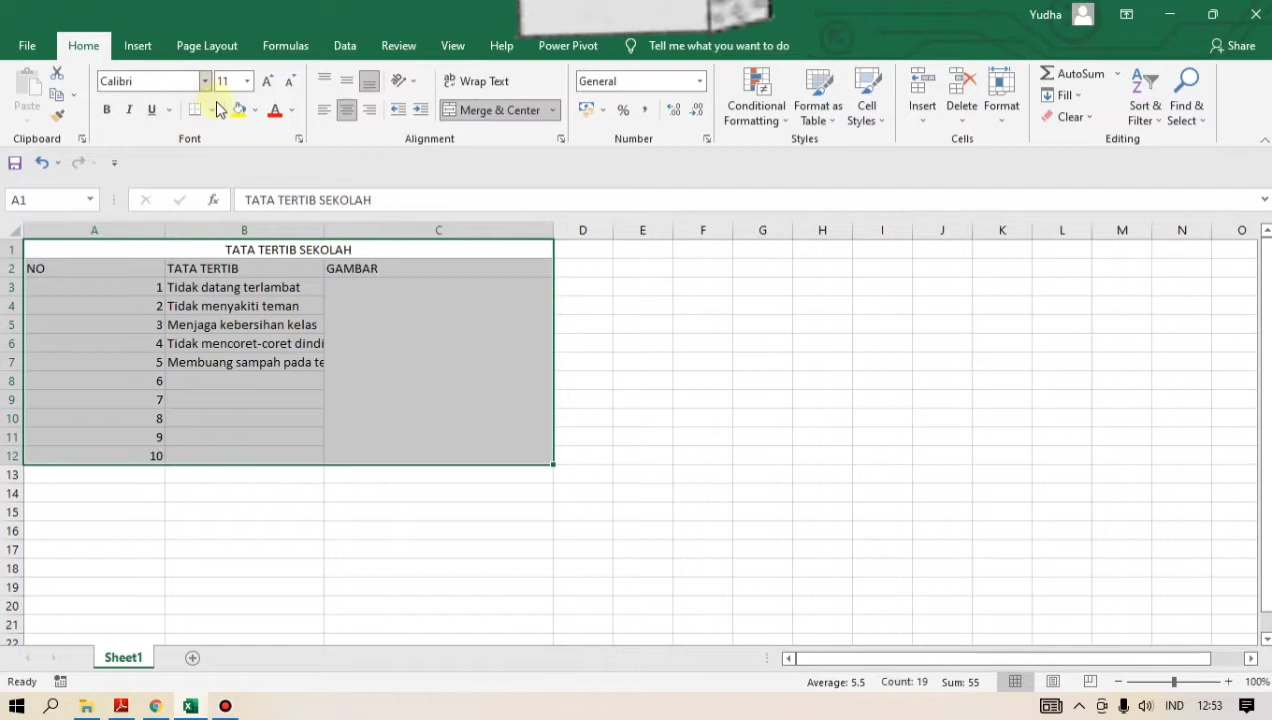 Yudha
File Home Insert Page Layout Formulas Data Review View Help Power Pivot Tell me what you want to do Share
Paste
Calibri 11
B I U
Wrap Text
Merge & Center
General
%
Conditional Formatting
Format as Table
Cell Styles
Insert
Delete
Format
AutoSum
Fill
Clear
Sort & Filter
Find & Select
Clipboard Font Alignment Number Styles Cells Editing
A1 fx TATA TERTIB SEKOLAH
A B C D E F G H I J K L M N O
1 TATA TERTIB SEKOLAH
2 NO TATA TERTIB GAMBAR
3 1 Tidak datang terlambat
4 2 Tidak menyakiti teman
5 3 Menjaga kebersihan kelas
6 4 Tidak mencoret-coret dindi
7 5 Membuang sampah pada te
8 6
9 7
10 8
11 9
12 10
13
14
15
16
17
18
19
20
21
22
Sheet1
Ready Average: 5.5 Count: 19 Sum: 55 100%
IND 12:53